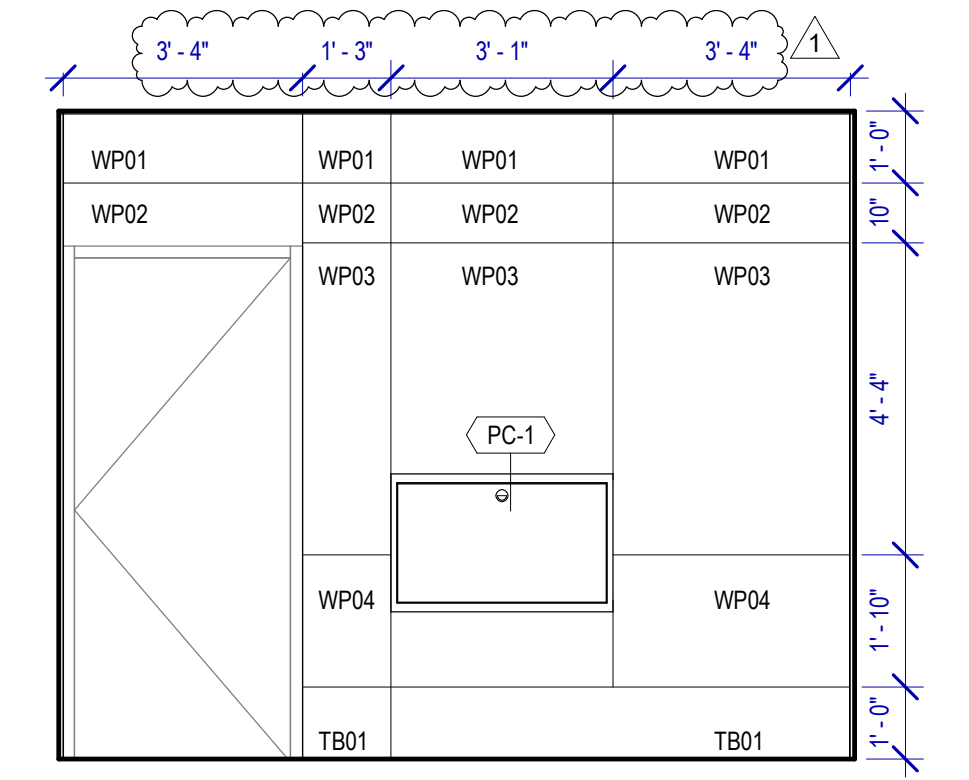 3' - 4" 1' - 3" 3' - 1" 3' - 4" 1
WP01 WP01 WP01 WP01 1' - 0"
WP02 WP02 WP02 WP02 10"
WP03 WP03 WP03
4' - 4"
PC-1
WP04 WP04 1' - 10"
TB01 TB01 1' - 0"